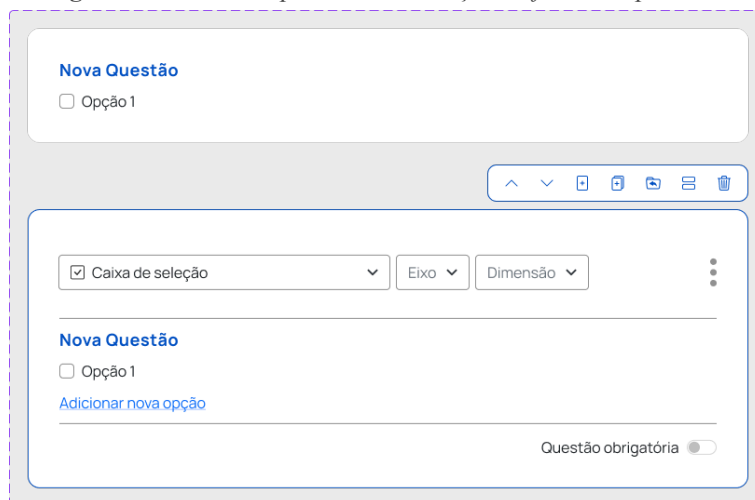 Nova Questão
Opção 1
Caixa de seleção
Eixo
Dimensão
Nova Questão
Opção 1
Adicionar nova opção
Questão obrigatória